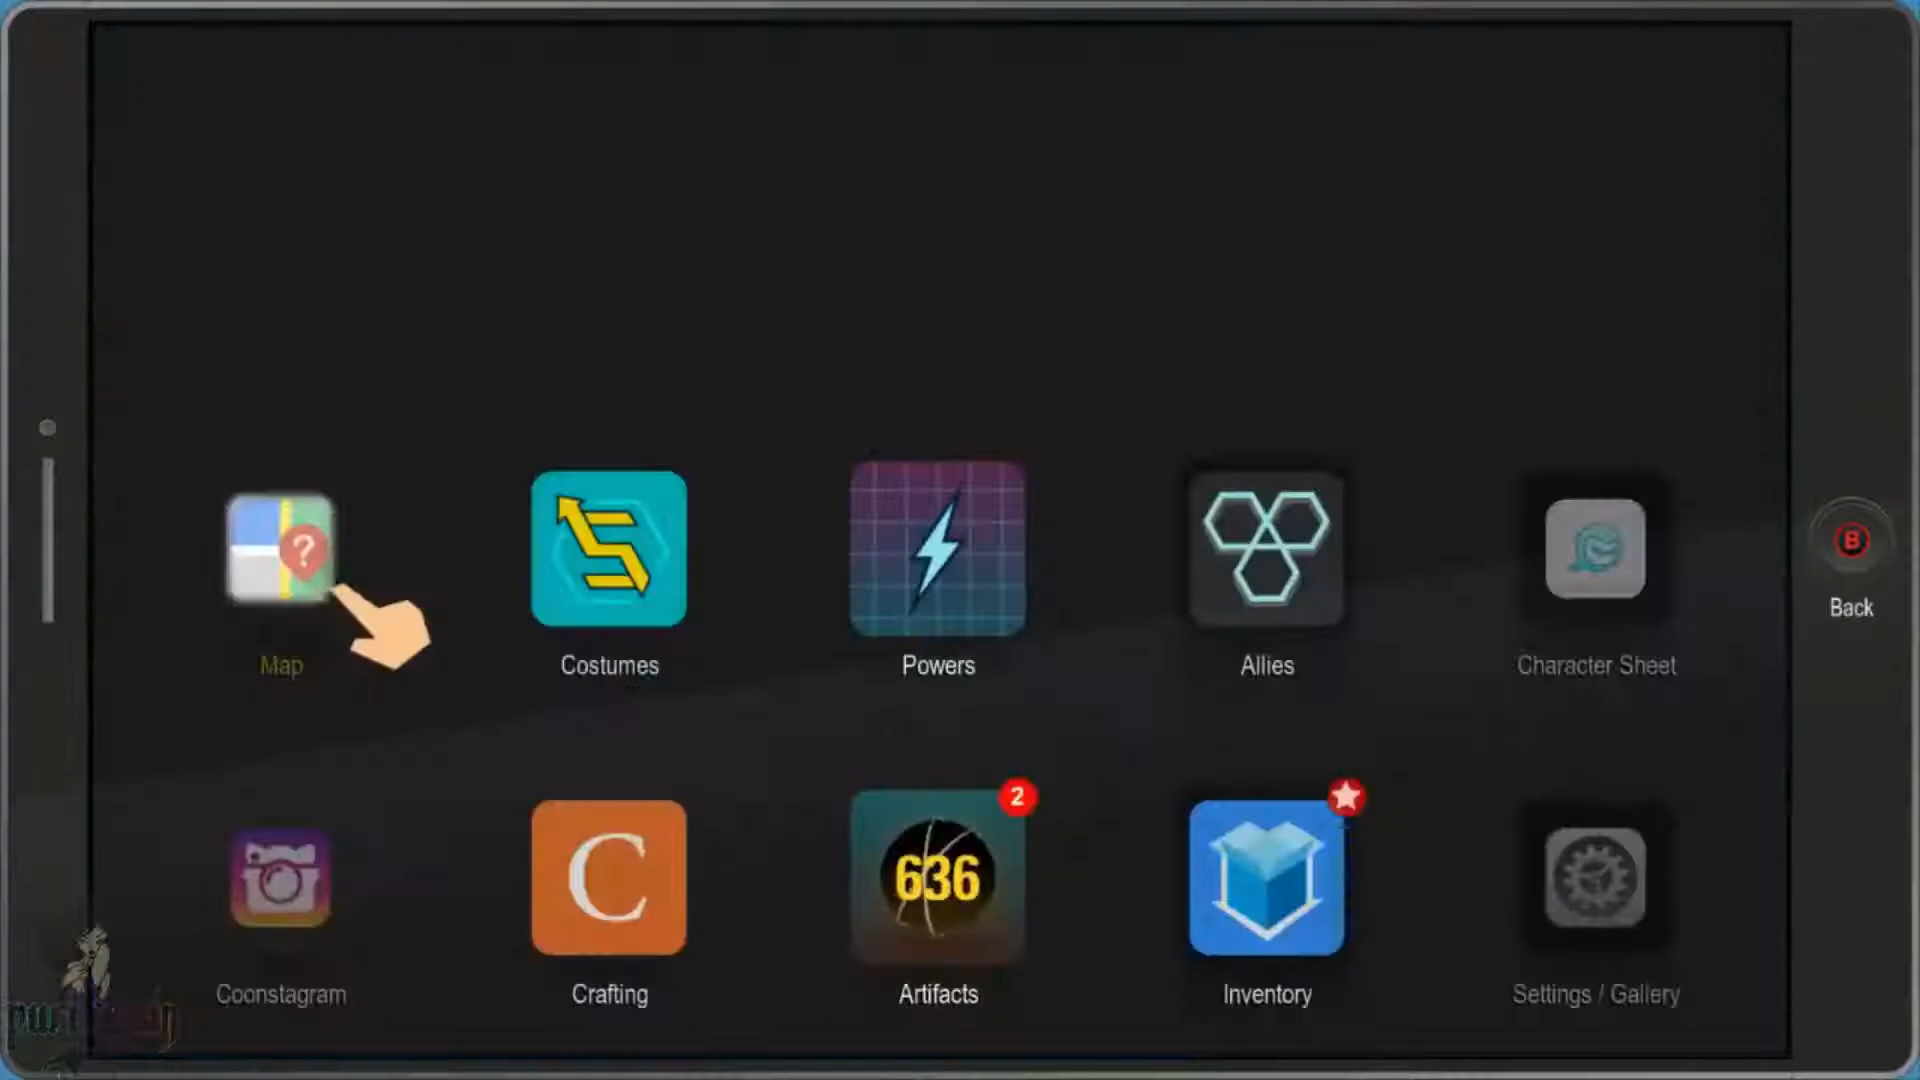 ?
B
Back
Map
Costumes
Powers
Allies
Character Sheet
2
C
636
Coonstagram
Crafting
Artifacts
Inventory
Settings / Gallery